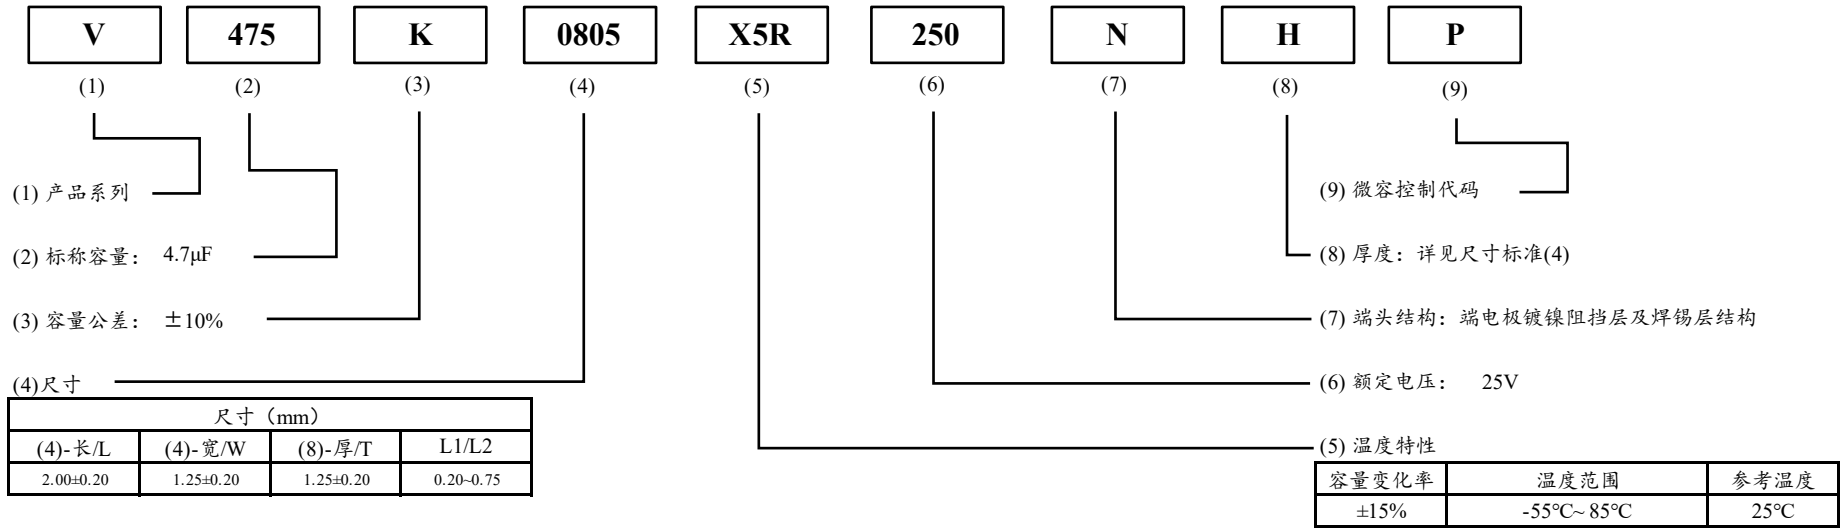 V 475 K 0805 X5R 250 N H P
(1) (2) (3) (4) (5) (6) (7) (8) (9)
(1) 产品系列
(9) 微容控制代码
(2) 标称容量： 4.7μF
(8) 厚度：详见尺寸标准(4)
(3) 容量公差： ±10%
(7) 端头结构：端电极镀镍阻挡层及焊锡层结构
(4)尺寸
(6) 额定电压： 25V
尺寸（mm）
(4)-长/L (4)-宽/W (8)-厚/T L1/L2
2.00±0.20 1.25±0.20 1.25±0.20 0.20~0.75
(5) 温度特性
容量变化率 温度范围 参考温度
±15% -55℃~ 85℃ 25℃